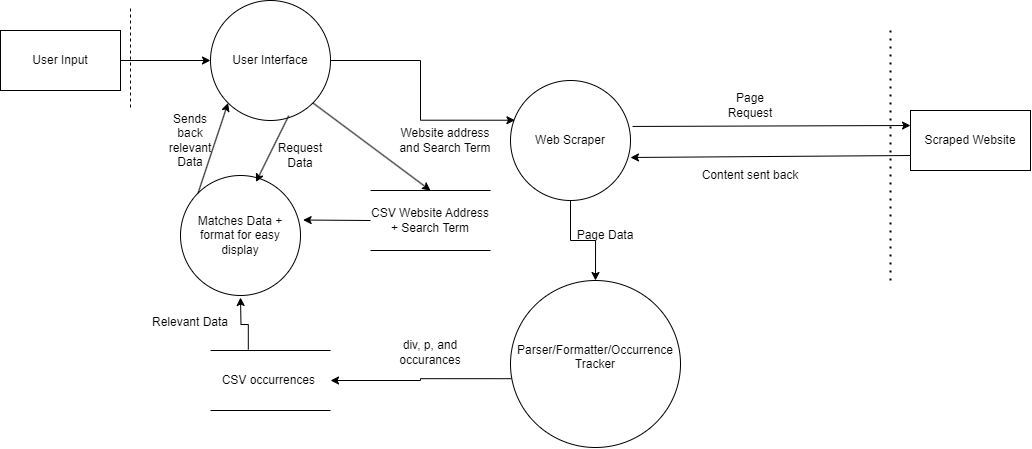 User Input
User Interface
Sends
back
relevant
Data
Request
Data
Website address
and Search Term
Web Scraper
Page
Request
Scraped Website
Content sent back
CSV Website Address
+ Search Term
Matches Data +
format for easy
display
Page Data
Relevant Data
div, p, and
occurances
Parser/Formatter/Occurrence
Tracker
CSV occurrences